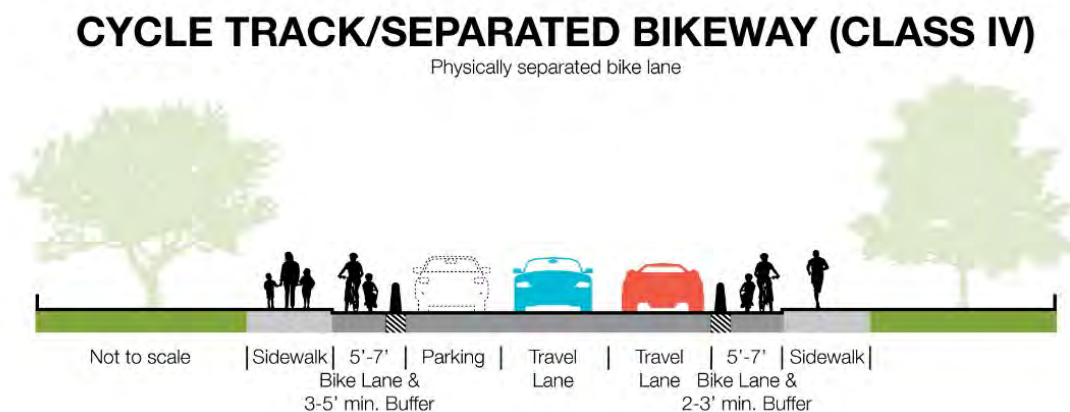 CYCLE TRACK/SEPARATED BIKEWAY (CLASS IV)
Physically separated bike lane
Not to scale
Sidewalk
5'-7'
Bike Lane &
3-5' min. Buffer
Parking
Travel
Lane
Travel
Lane
5'-7'
Bike Lane &
2-3' min. Buffer
Sidewalk